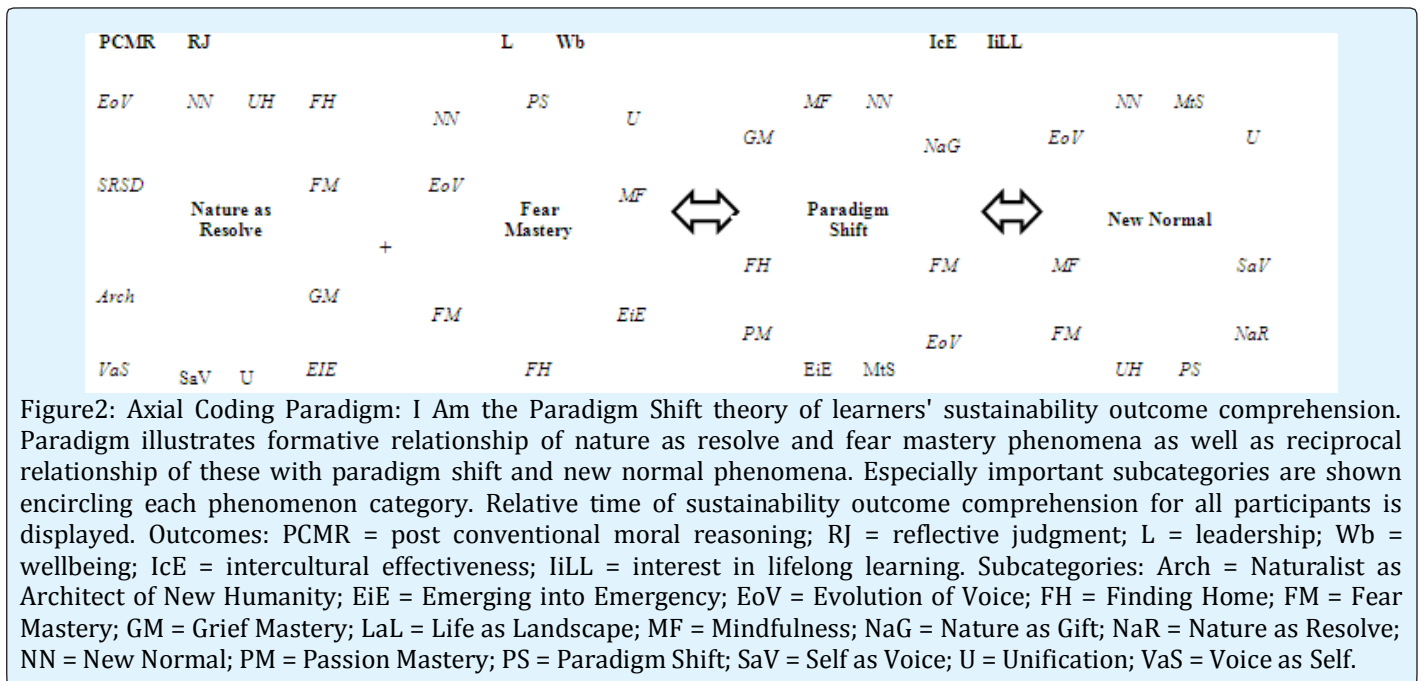 PCMR RJ L Wb IcE IiLL
EoV NN UH FH PS MF NN NN MtS
NN U
GM NaG EoV U
SRSD FM EoV MF
Nature as Resolve Fear Mastery Paradigm Shift New Normal
+
FH FM MF SaV
Arch GM
FM EiE
PM EoV FM NaR
VaS SaV U EIE FH EiE MtS UH PS
Figure2: Axial Coding Paradigm: I Am the Paradigm Shift theory of learners' sustainability outcome comprehension.
Paradigm illustrates formative relationship of nature as resolve and fear mastery phenomena as well as reciprocal
relationship of these with paradigm shift and new normal phenomena. Especially important subcategories are shown
encircling each phenomenon category. Relative time of sustainability outcome comprehension for all participants is
displayed. Outcomes: PCMR = post conventional moral reasoning; RJ = reflective judgment; L = leadership; Wb =
wellbeing; IcE = intercultural effectiveness; IiLL = interest in lifelong learning. Subcategories: Arch = Naturalist as
Architect of New Humanity; EiE = Emerging into Emergency; EoV = Evolution of Voice; FH = Finding Home; FM = Fear
Mastery; GM = Grief Mastery; LaL = Life as Landscape; MF = Mindfulness; NaG = Nature as Gift; NaR = Nature as Resolve;
NN = New Normal; PM = Passion Mastery; PS = Paradigm Shift; SaV = Self as Voice; U = Unification; VaS = Voice as Self.